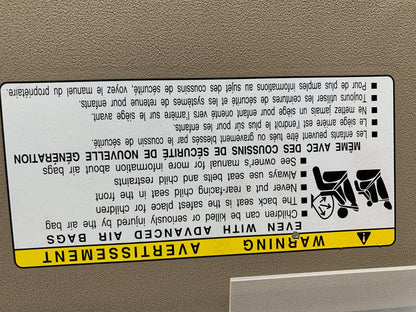 WARNING AVERTISSEMENT
EVEN WITH ADVANCED AIR BAGS
Children can be killed or seriously injured by the air bag
The back seat is the safest place for children
Never put a rear-facing child seat in the front
Always use seat belts and child restraints
See owner's manual for more information about air bags
MÊME AVEC DES COUSSINS DE SÉCURITÉ DE NOUVELLE GÉNÉRATION
Les enfants peuvent être tués ou gravement blessés par le coussin de sécurité.
Le siège arrière est l'endroit le plus sûr pour les enfants.
Ne mettez jamais un siège pour enfant orienté vers l'arrière sur le siège avant.
Toujours utiliser les ceintures de sécurité et les systèmes de retenue pour enfants.
Pour de plus amples informations au sujet des coussins de sécurité, voyez le manuel du propriétaire.